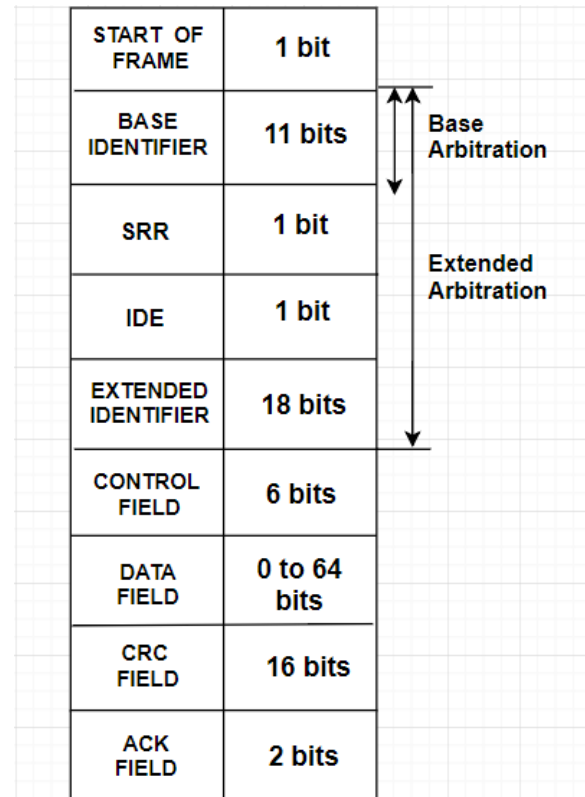 START OF
FRAME
1 bit
BASE
IDENTIFIER
11 bits
Base
Arbitration
SRR
1 bit
Extended
Arbitration
IDE
1 bit
EXTENDED
IDENTIFIER
18 bits
CONTROL
FIELD
6 bits
DATA
FIELD
0 to 64
bits
CRC
FIELD
16 bits
ACK
FIELD
2 bits